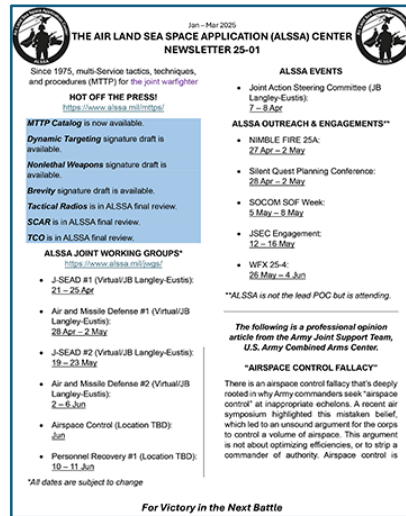 Jan – Mar 2025
THE AIR LAND SEA SPACE APPLICATION (ALSSA) CENTER
NEWSLETTER 25-01
Since 1975, multi-Service tactics, techniques,
and procedures (MTTP) for the joint warfighter
HOT OFF THE PRESS!
https://www.alssa.mil/mttps/
MTTP Catalog is now available.
Dynamic Targeting signature draft is
available.
Nonlethal Weapons signature draft is
available.
Brevity signature draft is available.
Tactical Radios is in ALSSA final review.
SCAR is in ALSSA final review.
TCO is in ALSSA final review.
ALSSA JOINT WORKING GROUPS*
https://www.alssa.mil/jwgs/
• J-SEAD #1 (Virtual/JB Langley-Eustis):
21 – 25 Apr
• Air and Missile Defense #1 (Virtual/JB
Langley-Eustis):
28 Apr – 2 May
• J-SEAD #2 (Virtual/JB Langley-Eustis):
19 – 23 May
• Air and Missile Defense #2 (Virtual/JB
Langley-Eustis):
2 – 6 Jun
• Airspace Control (Location TBD):
Jun
• Personnel Recovery #1 (Location TBD):
10 – 11 Jun
*All dates are subject to change
ALSSA EVENTS
• Joint Action Steering Committee (JB
Langley-Eustis):
7 – 8 Apr
ALSSA OUTREACH & ENGAGEMENTS**
• NIMBLE FIRE 25A:
27 Apr – 2 May
• Silent Quest Planning Conference:
28 Apr – 2 May
• SOCOM SOF Week:
5 May – 8 May
• JSEC Engagement:
12 – 16 May
• WFX 25-4:
26 May – 4 Jun
**ALSSA is not the lead POC but is attending.
The following is a professional opinion
article from the Army Joint Support Team,
U.S. Army Combined Arms Center.
“AIRSPACE CONTROL FALLACY”
There is an airspace control fallacy that’s deeply
rooted in why Army commanders seek “airspace
control” at inappropriate echelons. A recent air
symposium highlighted this mistaken belief,
which led to an unsound argument for the corps
to control a volume of airspace. This argument
is not about optimizing efficiencies, or to strip a
commander of authority. Airspace control is
For Victory in the Next Battle